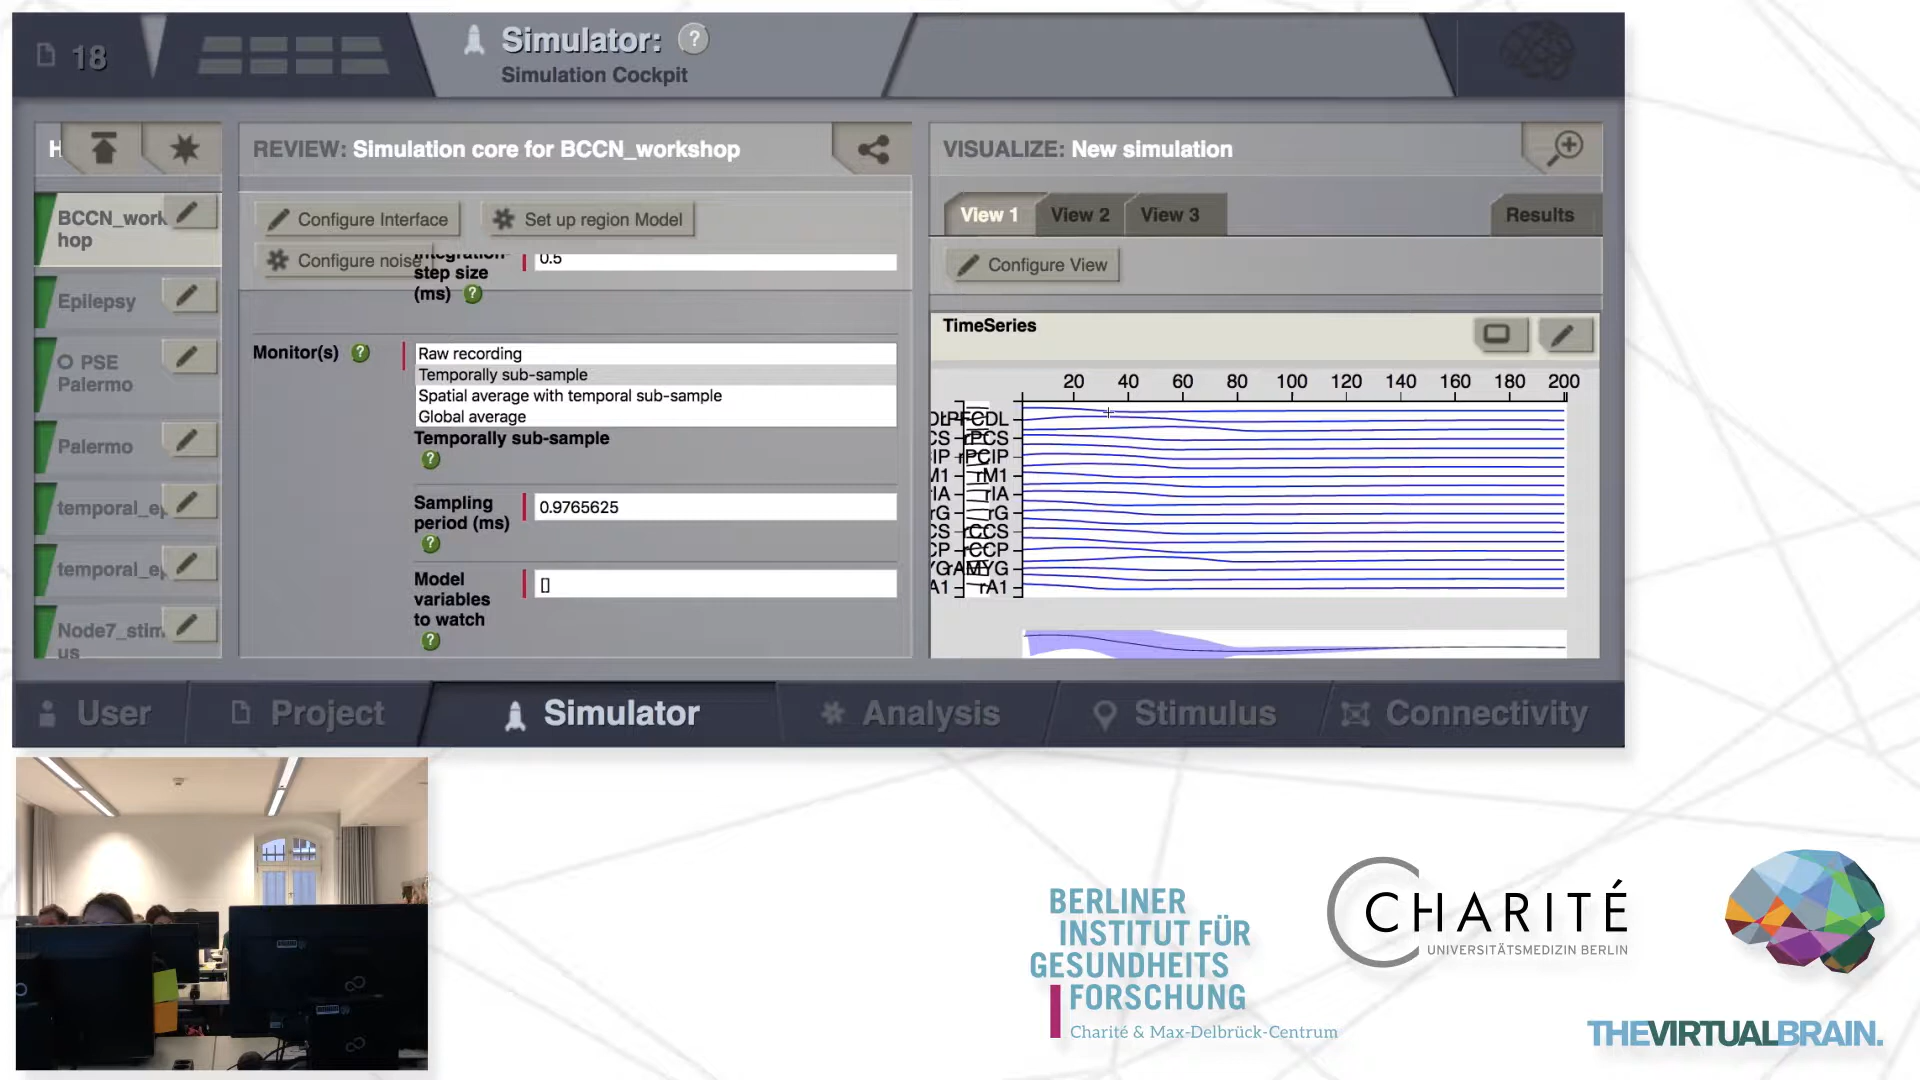 18
Simulator: ?
Simulation Cockpit
H
BCCN_work
hop
Epilepsy
O PSE
Palermo
Palermo
temporal_ep
temporal_ep
Node7_stim
us
REVIEW: Simulation core for BCCN_workshop
Configure Interface
Set up region Model
Configure noise
Integration
step size
(ms) ?
0.5
Monitor(s) ?
Raw recording
Temporally sub-sample
Spatial average with temporal sub-sample
Global average
Temporally sub-sample
?
Sampling
period (ms)
?
0.9765625
Model
variables
to watch
?
[]
VISUALIZE: New simulation
View 1
View 2
View 3
Results
Configure View
TimeSeries
20 40 60 80 100 120 140 160 180 200
rPCS
rPCIP
rM1
rIA
rG
rCCS
rCCP
rAMYG
rA1
User
Project
Simulator
Analysis
Stimulus
Connectivity
BERLINER
INSTITUT FÜR
GESUNDHEITS
FORSCHUNG
Charité & Max-Delbrück-Centrum
CHARITÉ
UNIVERSITÄTSMEDIZIN BERLIN
THEVIRTUALBRAIN.